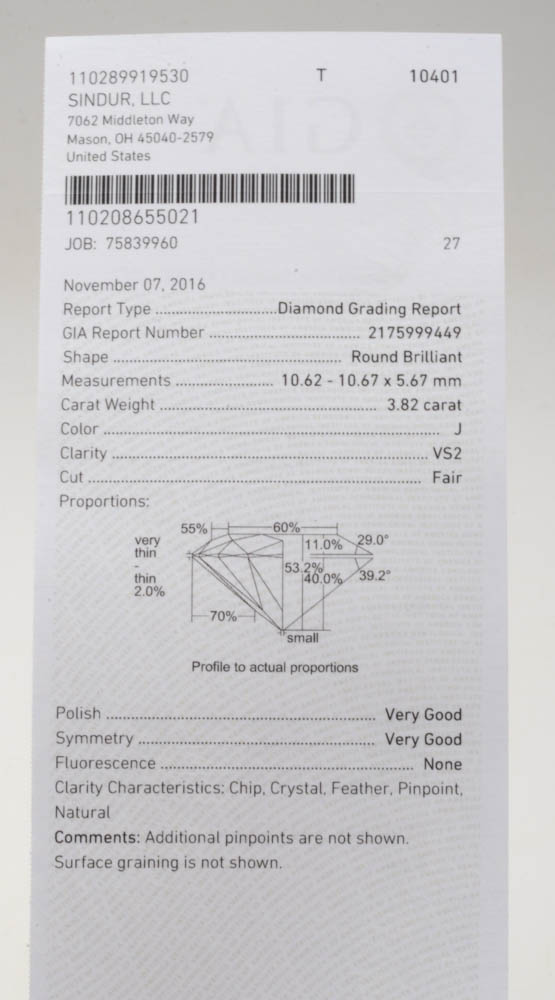 110289919530 T 10401
SINDUR, LLC
7062 Middleton Way
Mason, OH 45040-2579
United States
110208655021
JOB: 75839960 27
November 07, 2016
Report Type ............................Diamond Grading Report
GIA Report Number .................................. 2175999449
Shape ................................................... Round Brilliant
Measurements ...................... 10.62 - 10.67 x 5.67 mm
Carat Weight ................................................ 3.82 carat
Color .............................................................................. J
Clarity ........................................................................ VS2
Cut ............................................................................. Fair
Proportions:
55% 60%
very
thin
-
thin
2.0%
11.0% 29.0°
53.2%
40.0% 39.2°
70%
small
Profile to actual proportions
Polish ............................................................ Very Good
Symmetry ..................................................... Very Good
Fluorescence ........................................................ None
Clarity Characteristics: Chip, Crystal, Feather, Pinpoint,
Natural
Comments: Additional pinpoints are not shown.
Surface graining is not shown.
GIA